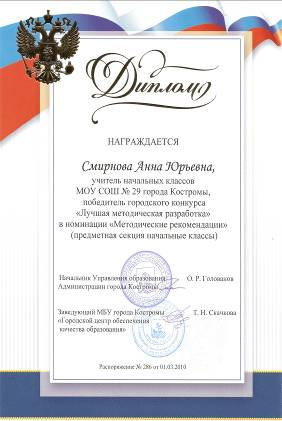 Диплом
НАГРАЖДАЕТСЯ
Смирнова Анна Юрьевна,
учитель начальных классов
МОУ СОШ № 29 города Костромы,
победитель городского конкурса
«Лучшая методическая разработка»
в номинации «Методические рекомендации»
(предметная секция начальные классы)
Начальник Управления образования О. Р. Голованов
Администрации города Костромы
Заведующий МБУ города Костромы Т. Н. Скачкова
«Городской центр обеспечения
качества образования»
Распоряжение № 286 от 01.03.2010